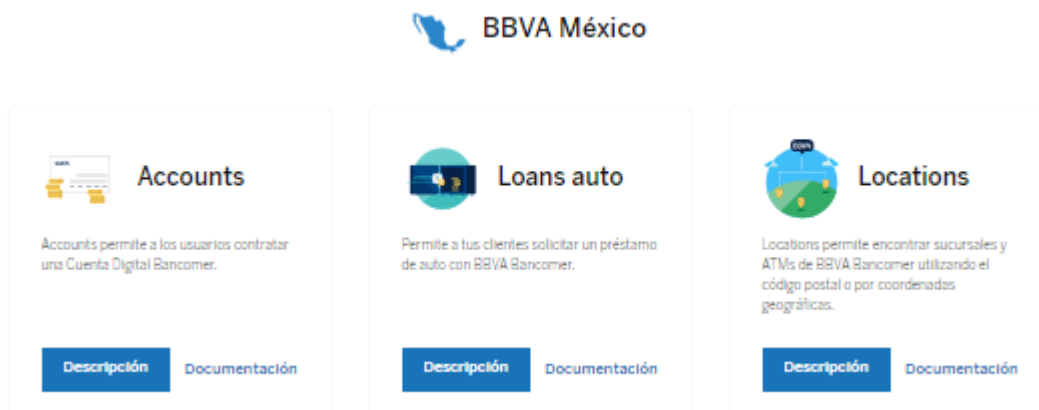 BBVA México
Accounts
Accounts permite a los usuarios contratar
una Cuenta Digital Bancomer.
Descripción
Documentación
Loans auto
Permite a tus clientes solicitar un préstamo
de auto con BBVA Bancomer.
Descripción
Documentación
BBVA
Locations
Locations permite encontrar sucursales y
ATMs de BBVA Bancomer utilizando el
código postal o por coordenadas
geográficas.
Descripción
Documentación